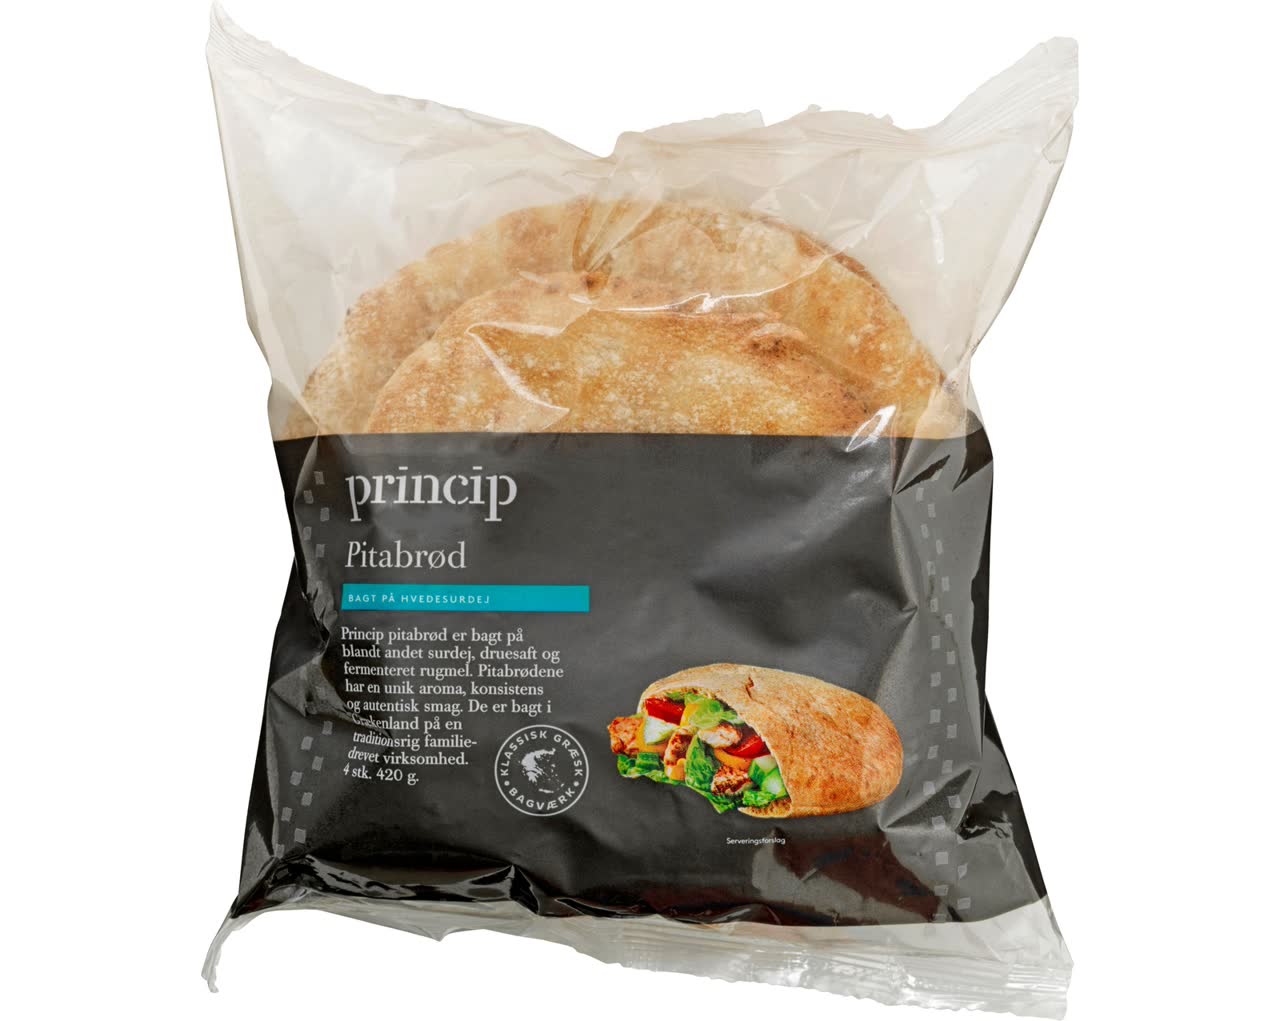 princip
Pitabrød
BAGT PÅ HVEDESURDEJ
Princip pitabrød er bagt på
blandt andet surdej, druesaft og
fermenteret rugmel. Pitabrødene
har en unik aroma, konsistens
og autentisk smag. De er bagt i
Grækenland på en
traditionsrig familie-
drevet virksomhed.
4 stk. 420 g.
KLASSISK GRÆSK
BAGVÆRK
Serveringsforslag